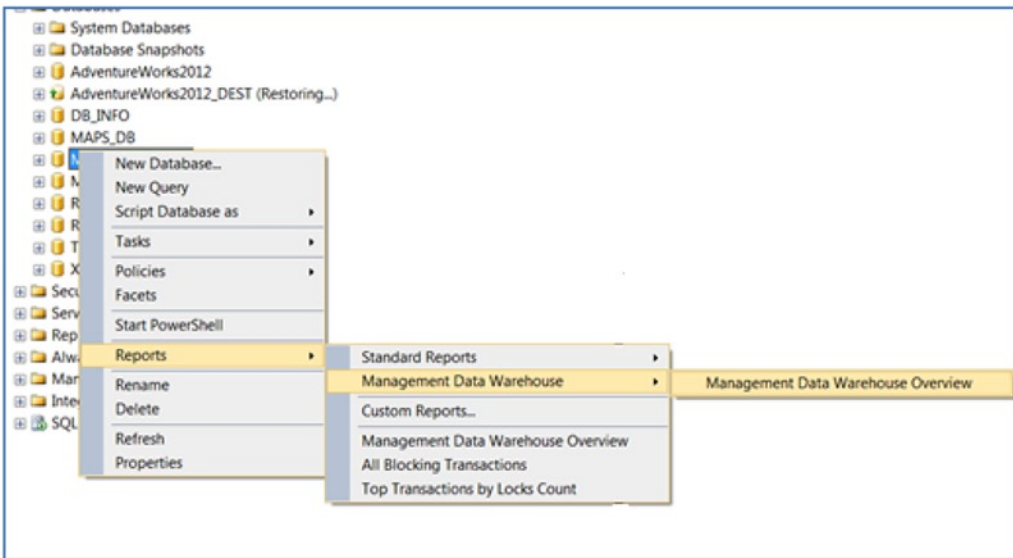 System Databases
Database Snapshots
AdventureWorks2012
AdventureWorks2012_DEST (Restoring...)
DB_INFO
MAPS_DB
New Database...
New Query
Script Database as
Tasks
Policies
Facets
Start PowerShell
Reports
Rename
Delete
Refresh
Properties
Standard Reports
Management Data Warehouse
Custom Reports...
Management Data Warehouse Overview
All Blocking Transactions
Top Transactions by Locks Count
Management Data Warehouse Overview
SQL